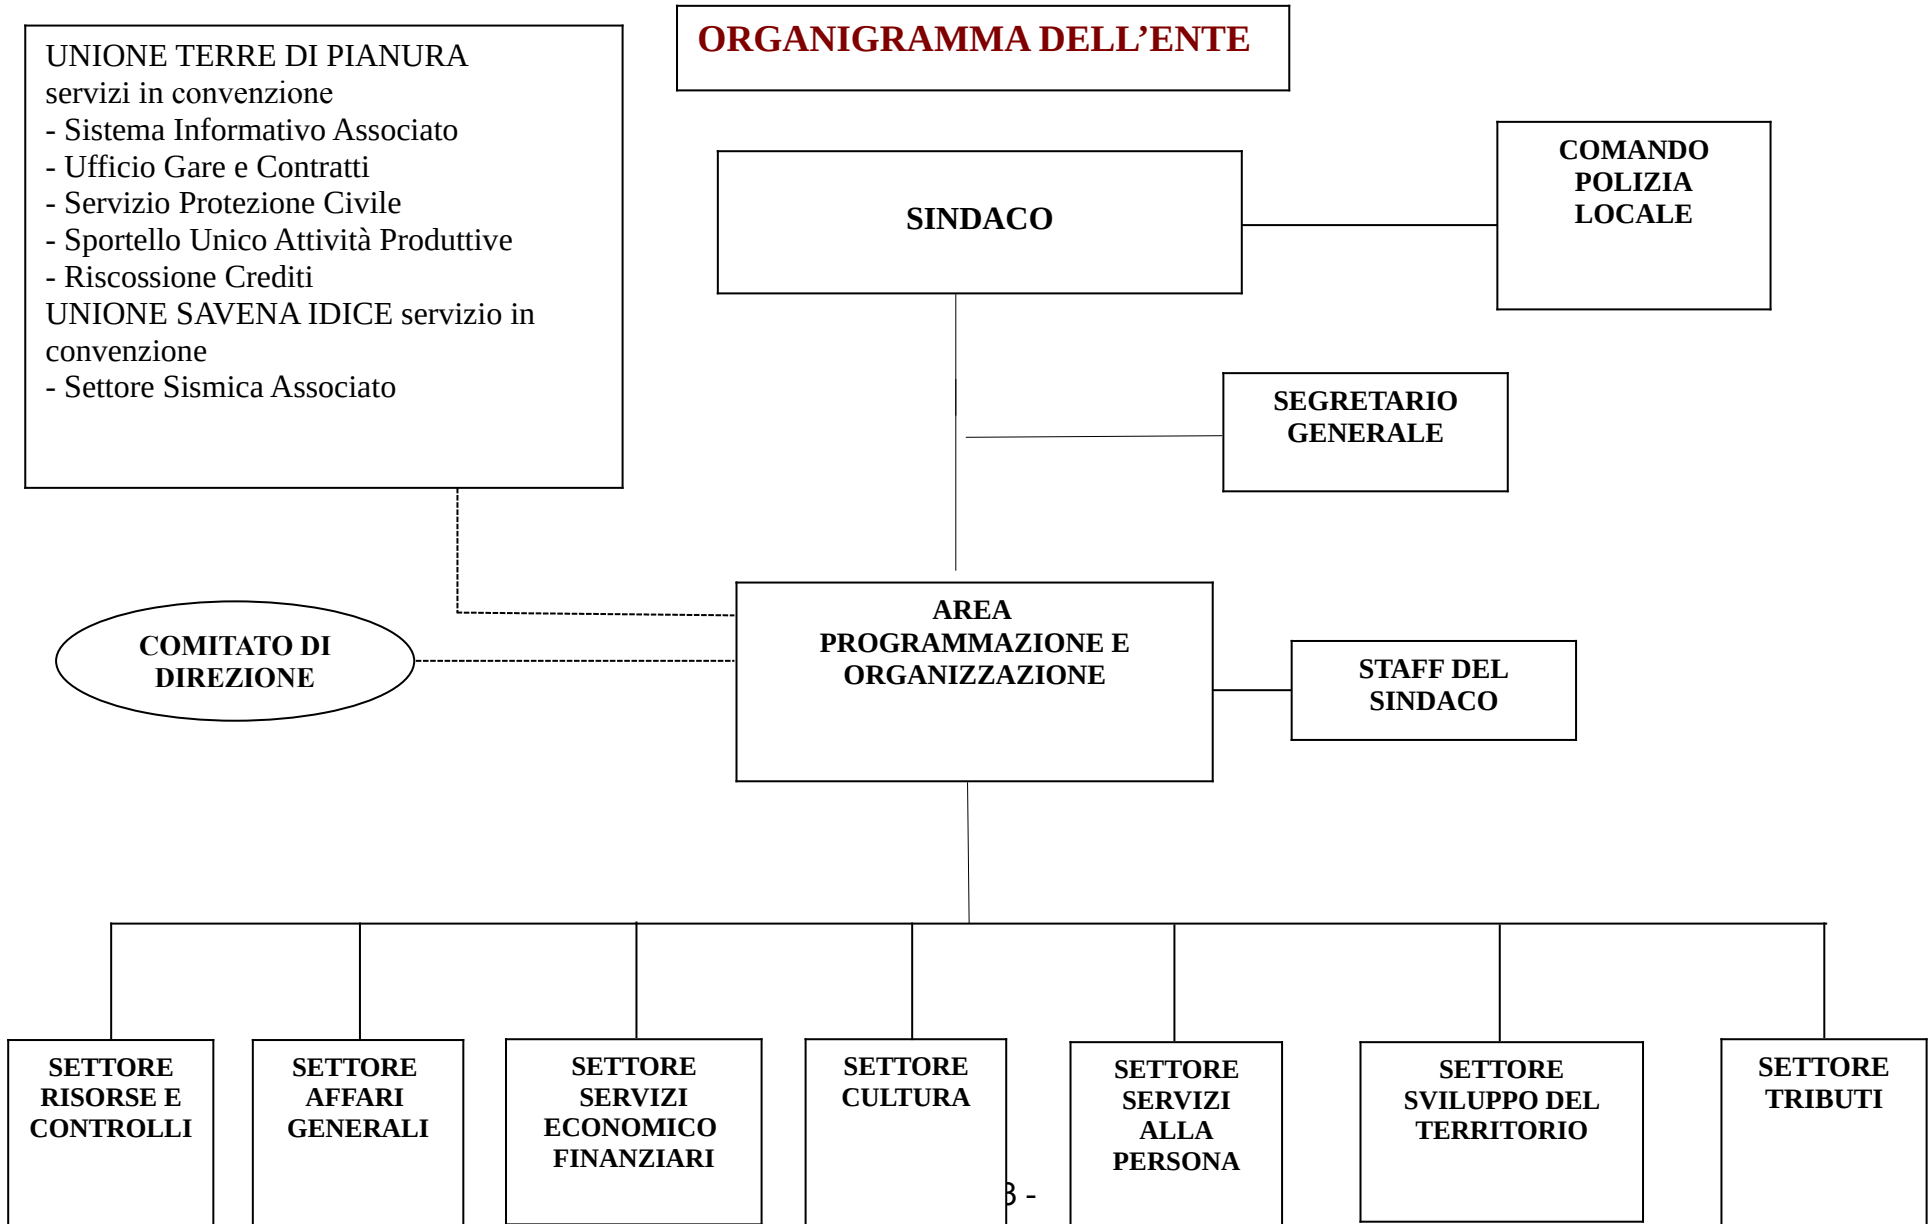 ORGANIGRAMMA DELL'ENTE
UNIONE TERRE DI PIANURA
servizi in convenzione
- Sistema Informativo Associato
- Ufficio Gare e Contratti
- Servizio Protezione Civile
- Sportello Unico Attività Produttive
- Riscossione Crediti
UNIONE SAVENA IDICE servizio in
convenzione
- Settore Sismica Associato
SINDACO
COMANDO
POLIZIA
LOCALE
SEGRETARIO
GENERALE
AREA
PROGRAMMAZIONE E
ORGANIZZAZIONE
COMITATO DI
DIREZIONE
STAFF DEL
SINDACO
SETTORE
RISORSE E
CONTROLLI
SETTORE
AFFARI
GENERALI
SETTORE
SERVIZI
ECONOMICO
FINANZIARI
SETTORE
CULTURA
SETTORE
SERVIZI
ALLA
PERSONA
SETTORE
SVILUPPO DEL
TERRITORIO
SETTORE
TRIBUTI